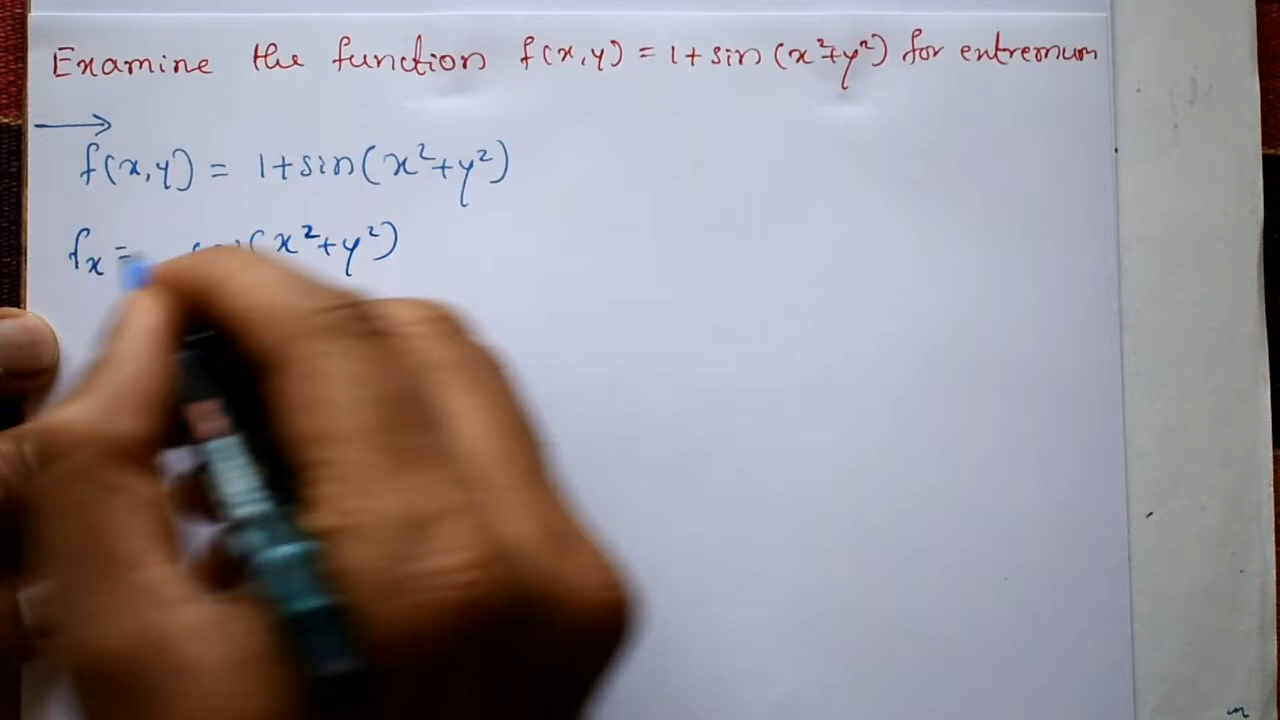 Examine the function f(x,y) = 1 + sin (x²+y²) for extremum
f(x,y) = 1+sin(x²+y²)
fx = (x²+y²)